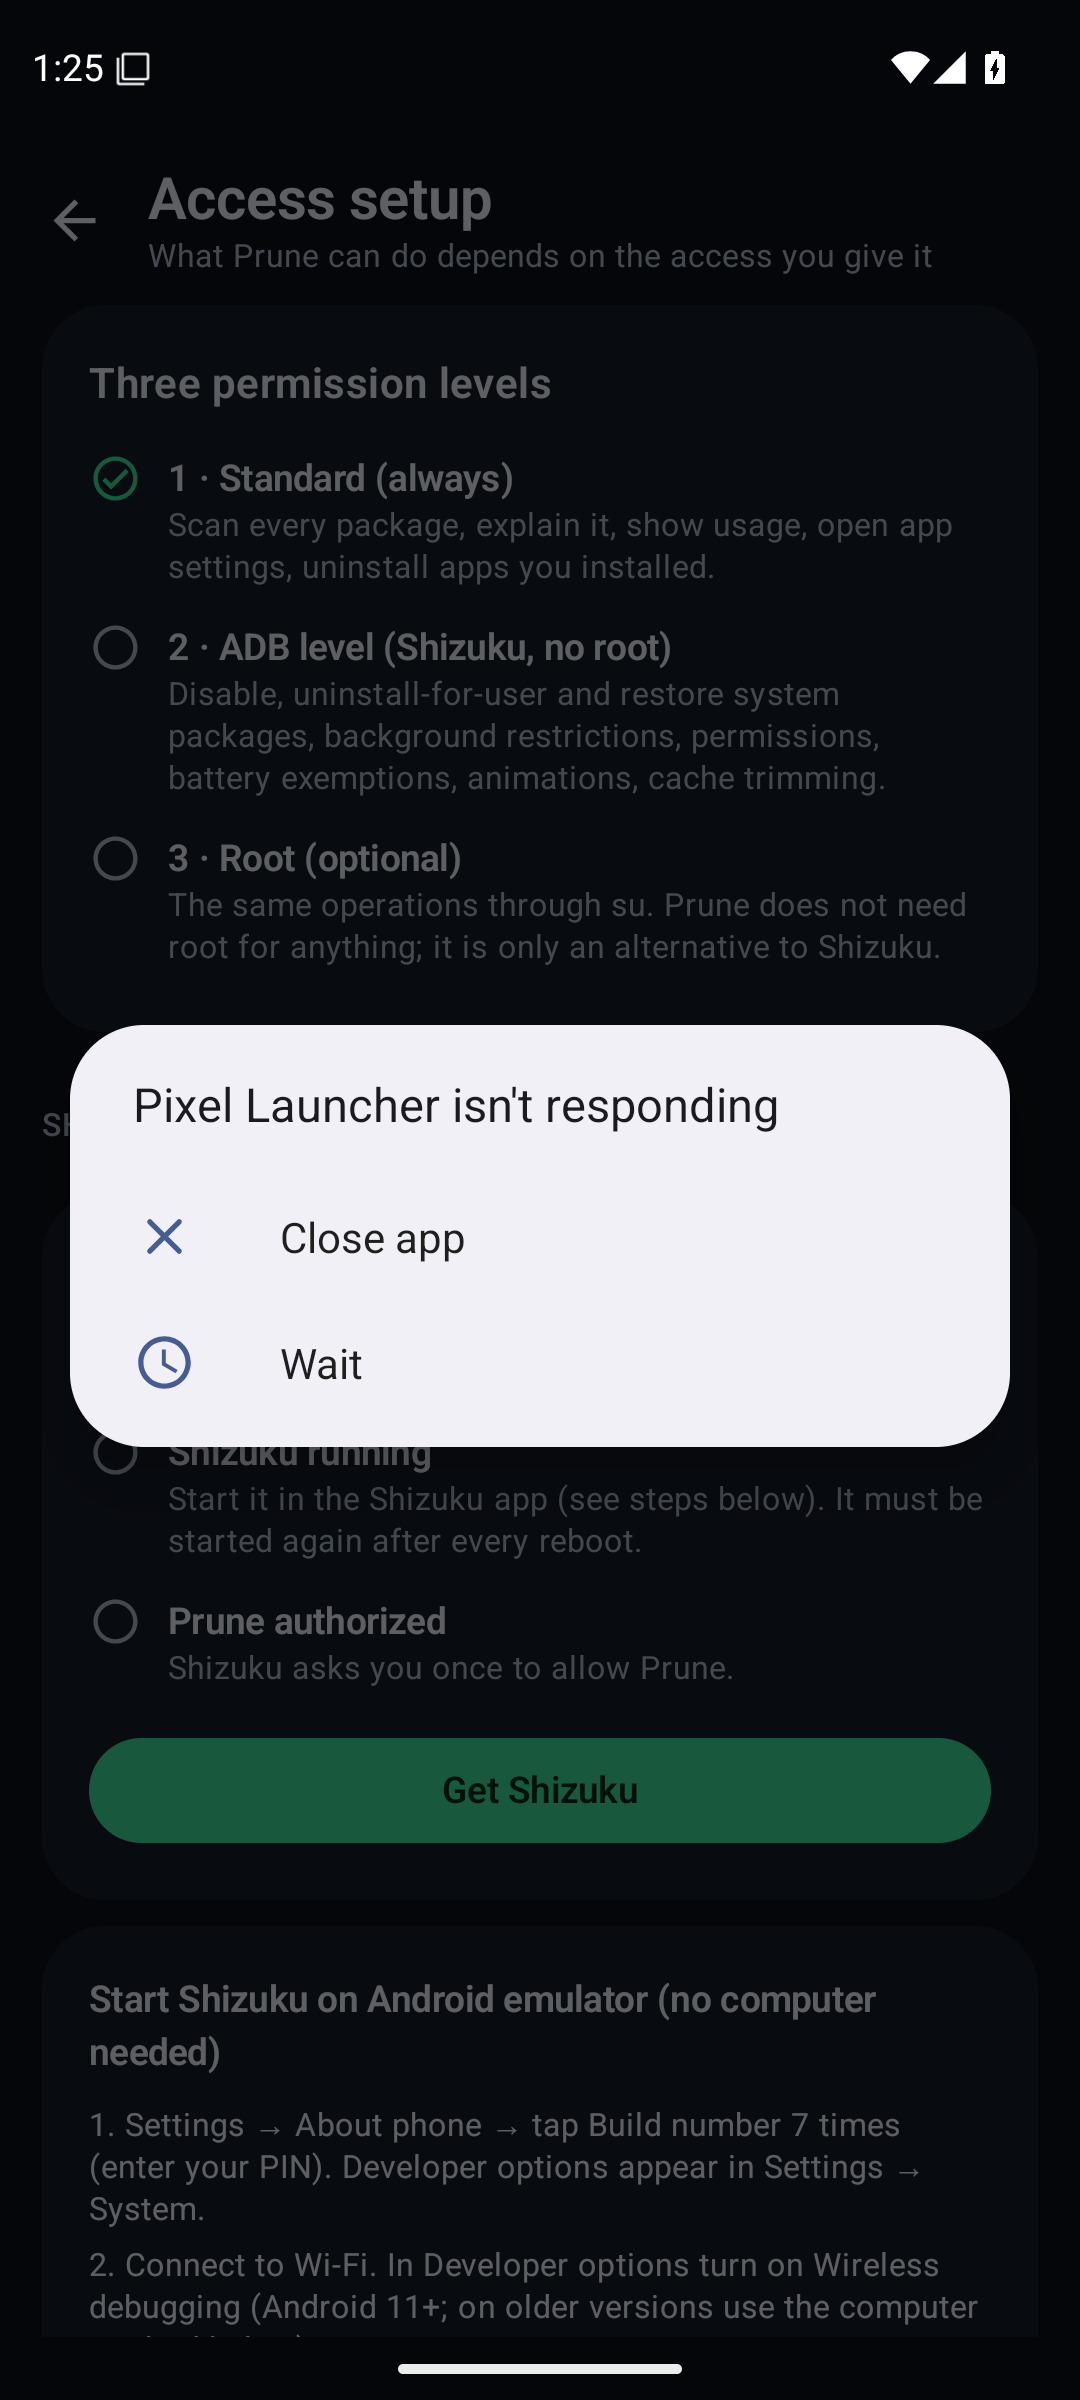 1:25
Access setup
What Prune can do depends on the access you give it
Three permission levels
1 · Standard (always)
Scan every package, explain it, show usage, open app
settings, uninstall apps you installed.
2 · ADB level (Shizuku, no root)
Disable, uninstall-for-user and restore system
packages, background restrictions, permissions,
battery exemptions, animations, cache trimming.
3 · Root (optional)
The same operations through su. Prune does not need
root for anything; it is only an alternative to Shizuku.
Pixel Launcher isn't responding
Close app
Wait
Shizuku running
Start it in the Shizuku app (see steps below). It must be
started again after every reboot.
Prune authorized
Shizuku asks you once to allow Prune.
Get Shizuku
Start Shizuku on Android emulator (no computer
needed)
1. Settings → About phone → tap Build number 7 times
(enter your PIN). Developer options appear in Settings →
System.
2. Connect to Wi-Fi. In Developer options turn on Wireless
debugging (Android 11+; on older versions use the computer